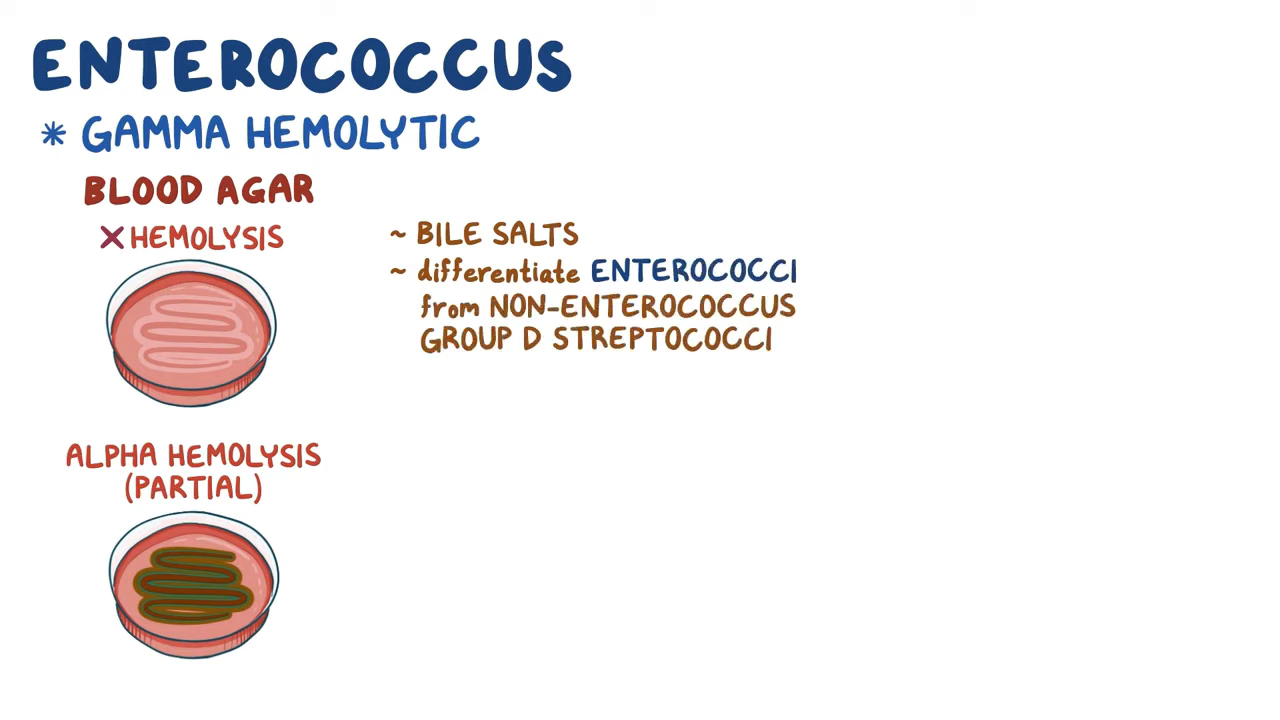 ENTEROCOCCUS
* GAMMA HEMOLYTIC
BLOOD AGAR
X HEMOLYSIS
~ BILE SALTS
~ differentiate ENTEROCOCCI
from NON-ENTEROCOCCUS
GROUP D STREPTOCOCCI
ALPHA HEMOLYSIS
(PARTIAL)